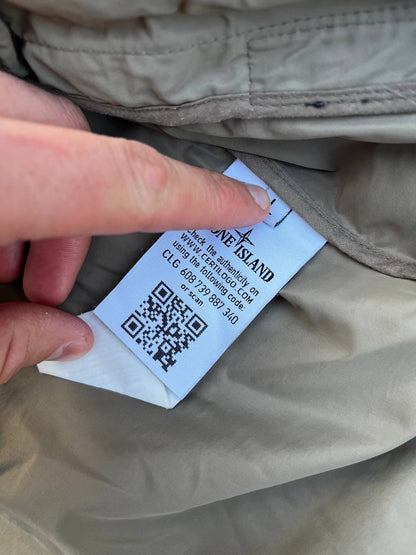 ONE ISLAND
check the authenticity on
WWW.CERTILOGO.COM
using the following code:
CLG 608 739 887 340
or scan